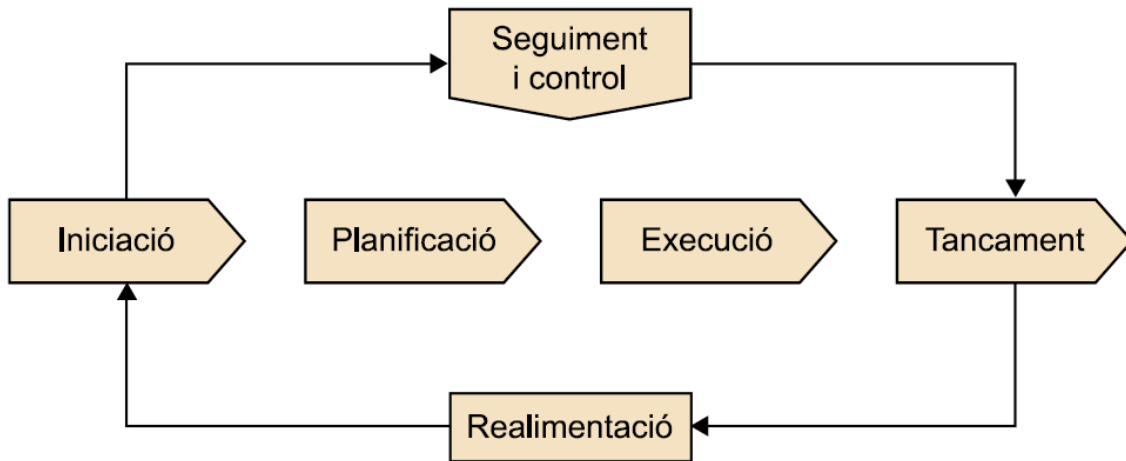 Seguiment
i control
Iniciació
Planificació
Execució
Tancament
Realimentació